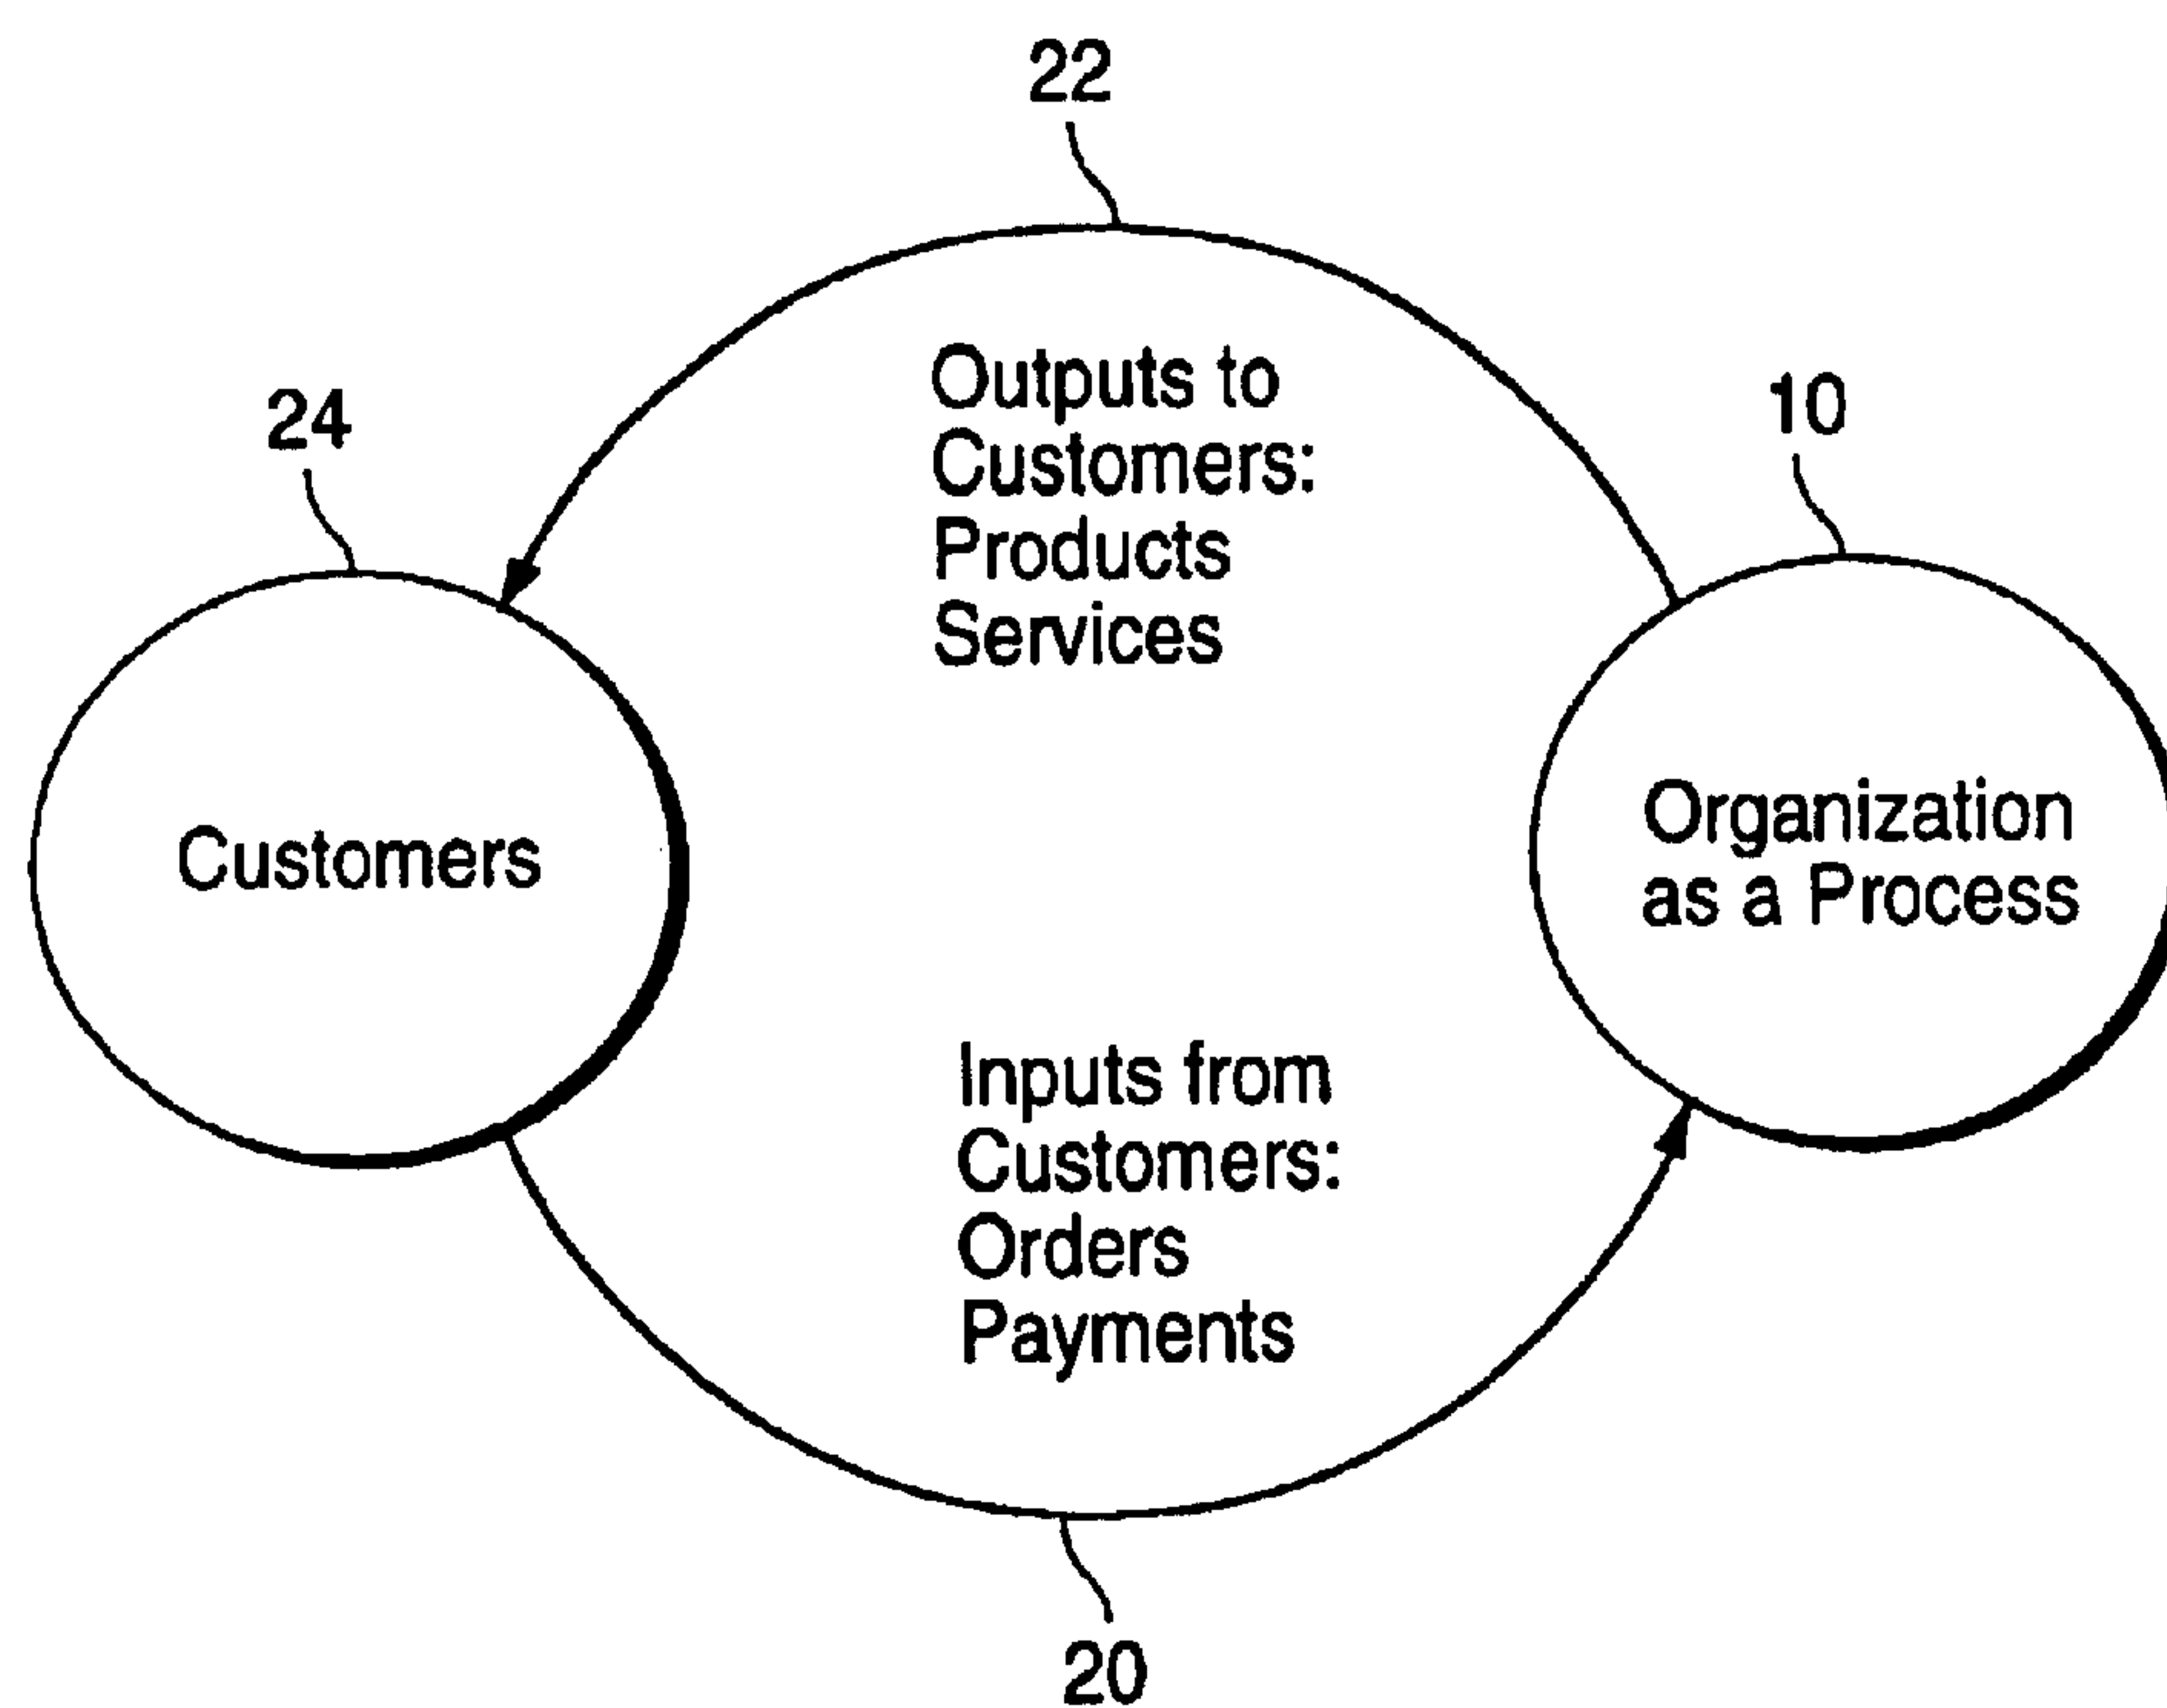 22
Outputs to
Customers:
Products
Services
24
10
Customers
Organization
as a Process
Inputs from
Customers:
Orders
Payments
20